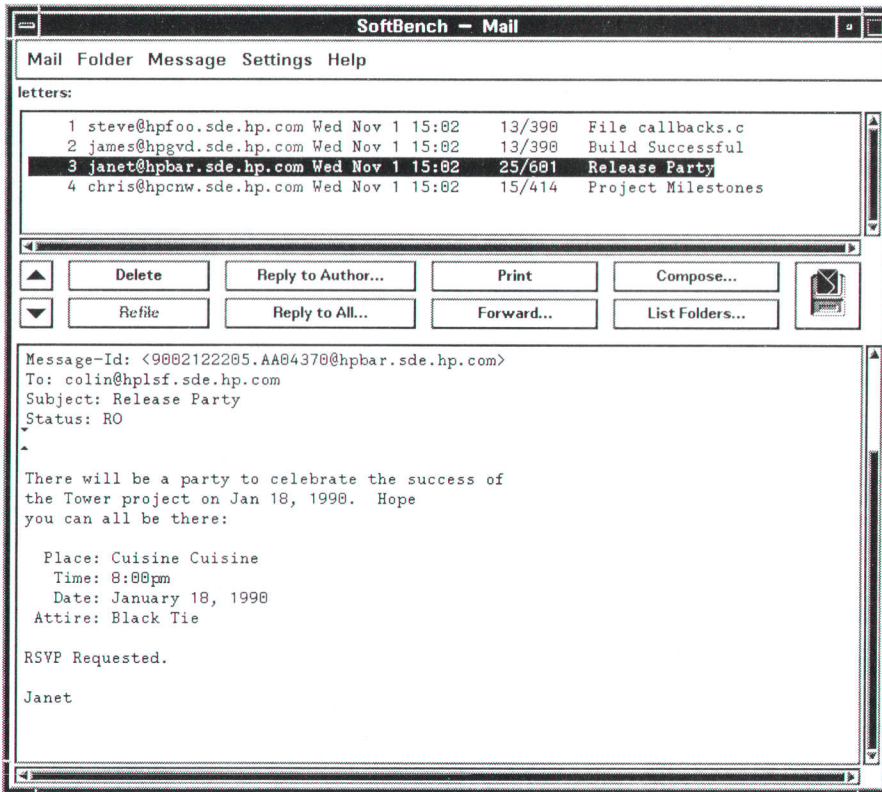 SoftBench — Mail
Mail Folder Message Settings Help
letters:
1 steve@hpfoo.sde.hp.com Wed Nov 1 15:02 13/390 File callbacks.c
2 james@hpgvd.sde.hp.com Wed Nov 1 15:02 13/390 Build Successful
3 janet@hpbar.sde.hp.com Wed Nov 1 15:02 25/601 Release Party
4 chris@hpcnw.sde.hp.com Wed Nov 1 15:02 15/414 Project Milestones
Delete Reply to Author... Print Compose...
Refile Reply to All... Forward... List Folders...
Message-Id: <9002122205.AA04370@hpbar.sde.hp.com>
To: colin@hplsf.sde.hp.com
Subject: Release Party
Status: RO
There will be a party to celebrate the success of
the Tower project on Jan 18, 1990. Hope
you can all be there:
Place: Cuisine Cuisine
Time: 8:00pm
Date: January 18, 1990
Attire: Black Tie
RSVP Requested.
Janet